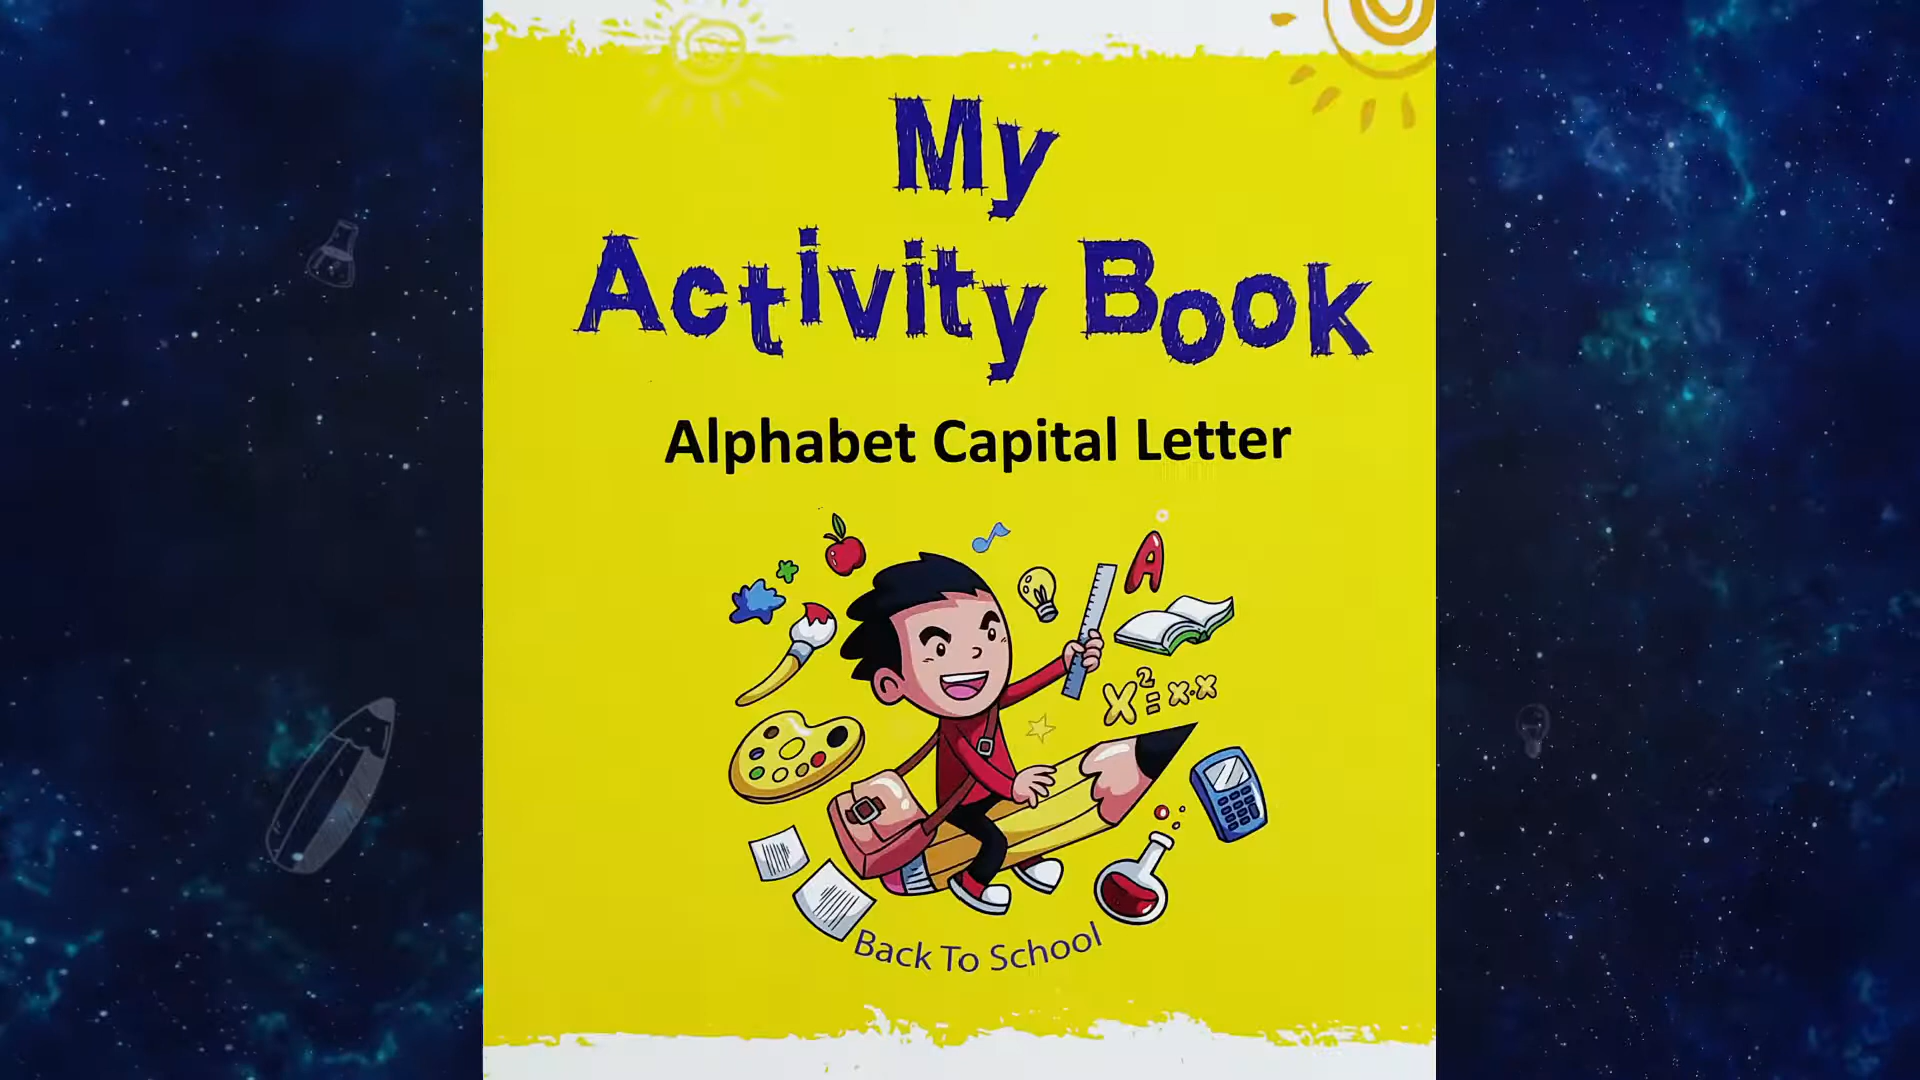 My
Activity Book
Alphabet Capital Letter
A
X²=x·x
Back To School